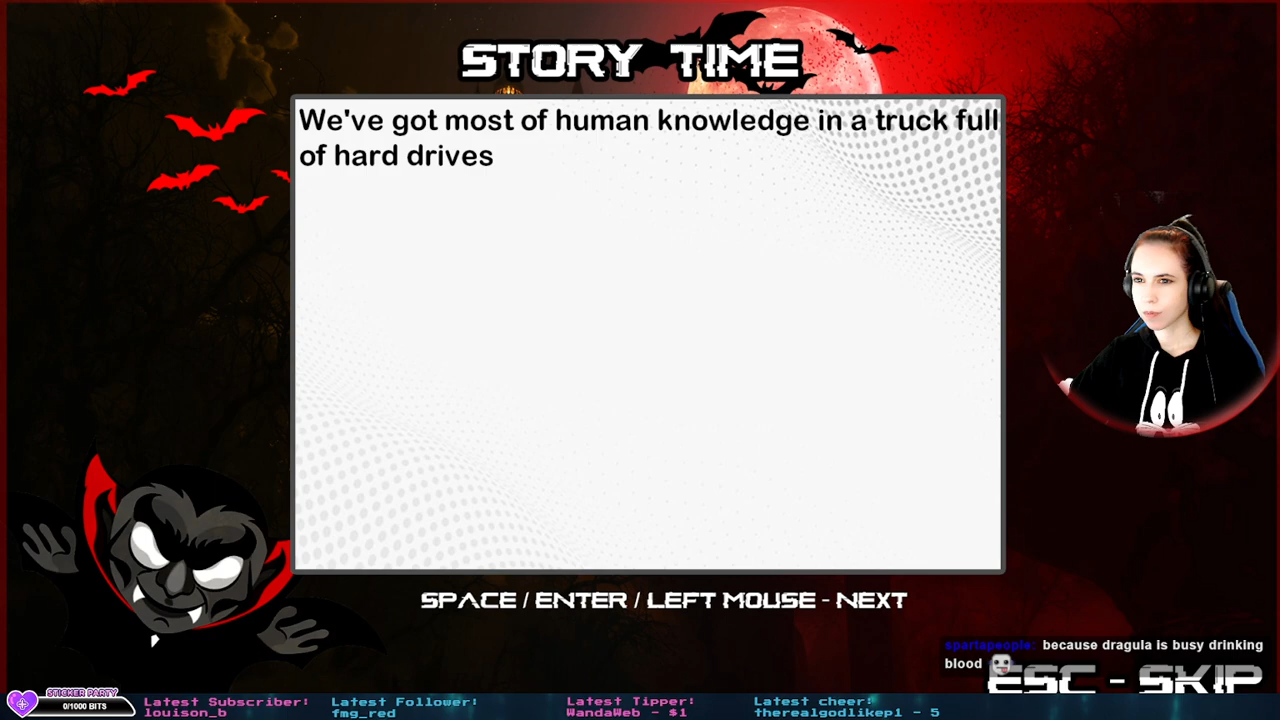 STORY TIME
We've got most of human knowledge in a truck full
of hard drives
SPACE / ENTER / LEFT MOUSE - NEXT
spartapeople: because dragula is busy drinking
blood
ESC - SKIP
STICKER PARTY
0/1000 BITS
Latest Subscriber:
louison_b
Latest Follower:
fmg_red
Latest Tipper:
WandaWeb - $1
Latest cheer:
therealgodlikep1 - 5